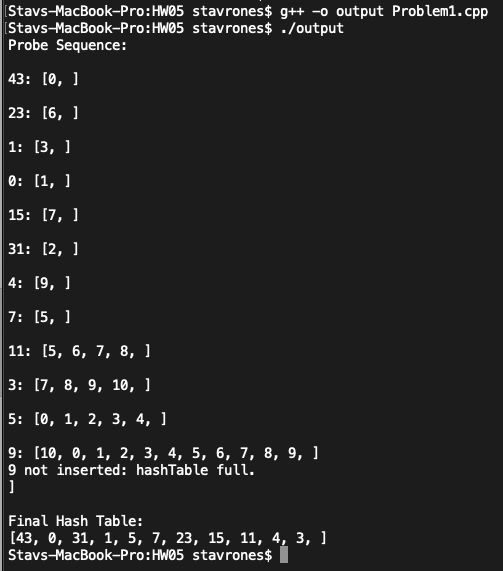 [Stavs-MacBook-Pro:HW05 stavrones$ g++ -o output Problem1.cpp
[Stavs-MacBook-Pro:HW05 stavrones$ ./output
Probe Sequence:
43: [0, ]
23: [6, ]
1: [3, ]
0: [1, ]
15: [7, ]
31: [2, ]
4: [9, ]
7: [5, ]
11: [5, 6, 7, 8, ]
3: [7, 8, 9, 10, ]
5: [0, 1, 2, 3, 4, ]
9: [10, 0, 1, 2, 3, 4, 5, 6, 7, 8, 9, ]
9 not inserted: hashTable full.
]
Final Hash Table:
[43, 0, 31, 1, 5, 7, 23, 15, 11, 4, 3, ]
Stavs-MacBook-Pro:HW05 stavrones$